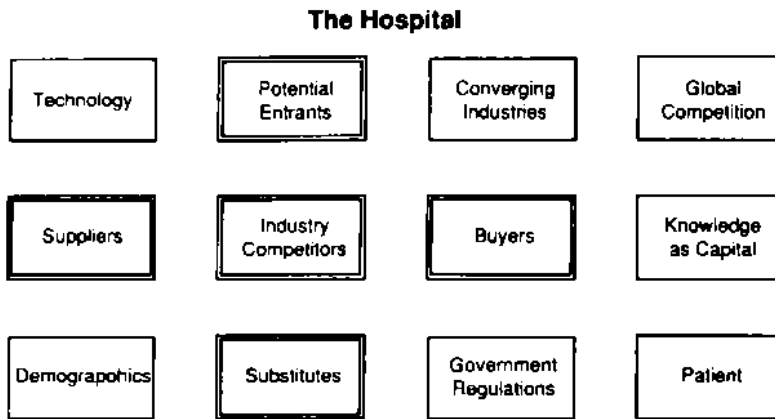 The Hospital
Technology
Potential
Entrants
Converging
Industries
Global
Competition
Suppliers
Industry
Competitors
Buyers
Knowledge
as Capital
Demograpohics
Substitutes
Government
Regulations
Patient